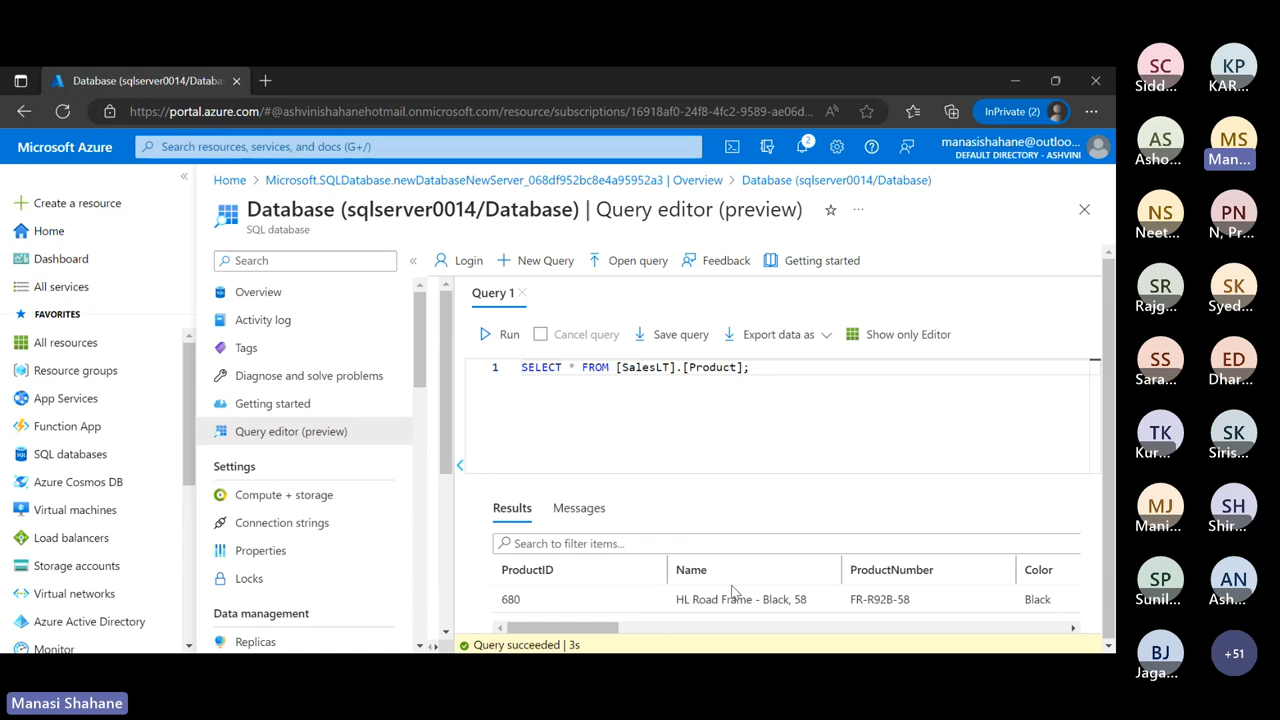 Database (sqlserver0014/Databa
https://portal.azure.com/#@ashvinishahanehotmail.onmicrosoft.com/resource/subscriptions/16918af0-24f8-4fc2-9589-ae06d...
InPrivate (2)
Microsoft Azure
Search resources, services, and docs (G+/)
2
manasishahane@outloo...
DEFAULT DIRECTORY - ASHVINI
Home > Microsoft.SQLDatabase.newDatabaseNewServer_068df952bc8e4a95952a3 | Overview > Database (sqlserver0014/Database)
Database (sqlserver0014/Database) | Query editor (preview)
SQL database
Create a resource
Home
Dashboard
All services
FAVORITES
All resources
Resource groups
App Services
Function App
SQL databases
Azure Cosmos DB
Virtual machines
Load balancers
Storage accounts
Virtual networks
Azure Active Directory
Monitor
Search
Overview
Activity log
Tags
Diagnose and solve problems
Getting started
Query editor (preview)
Settings
Compute + storage
Connection strings
Properties
Locks
Data management
Replicas
Login
New Query
Open query
Feedback
Getting started
Query 1
Run
Cancel query
Save query
Export data as
Show only Editor
1 SELECT * FROM [SalesLT].[Product];
Results Messages
Search to filter items...
ProductID Name ProductNumber Color
680 HL Road Frame - Black, 58 FR-R92B-58 Black
Query succeeded | 3s
SC KP
Sidd... KAR...
AS MS
Asho... Man...
NS PN
Neet... N, Pr...
SR SK
Rajg... Syed...
SS ED
Sara... Dhar...
TK SK
Kur... Siris...
MJ SH
Mani... Shir...
SP AN
Sunil... Ash...
BJ +51
Jaga...
Manasi Shahane